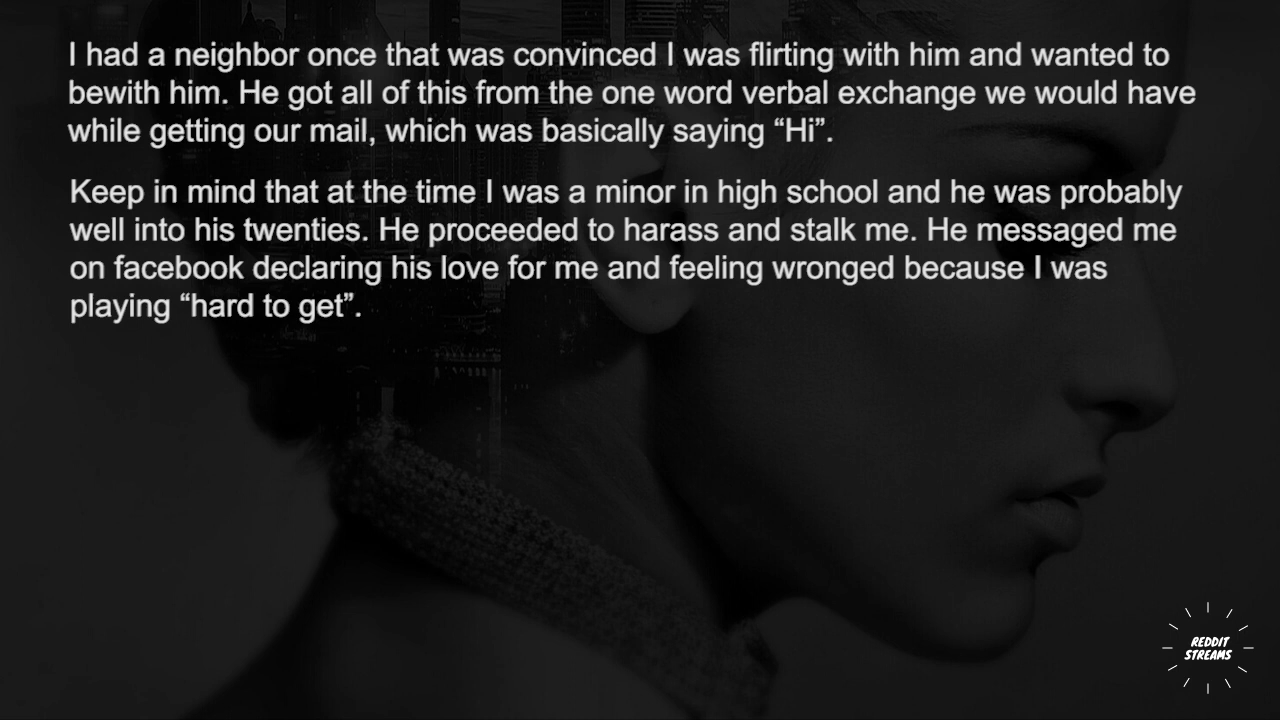 I had a neighbor once that was convinced I was flirting with him and wanted to
bewith him. He got all of this from the one word verbal exchange we would have
while getting our mail, which was basically saying “Hi”.
Keep in mind that at the time I was a minor in high school and he was probably
well into his twenties. He proceeded to harass and stalk me. He messaged me
on facebook declaring his love for me and feeling wronged because I was
playing “hard to get”.
REDDIT
STREAMS